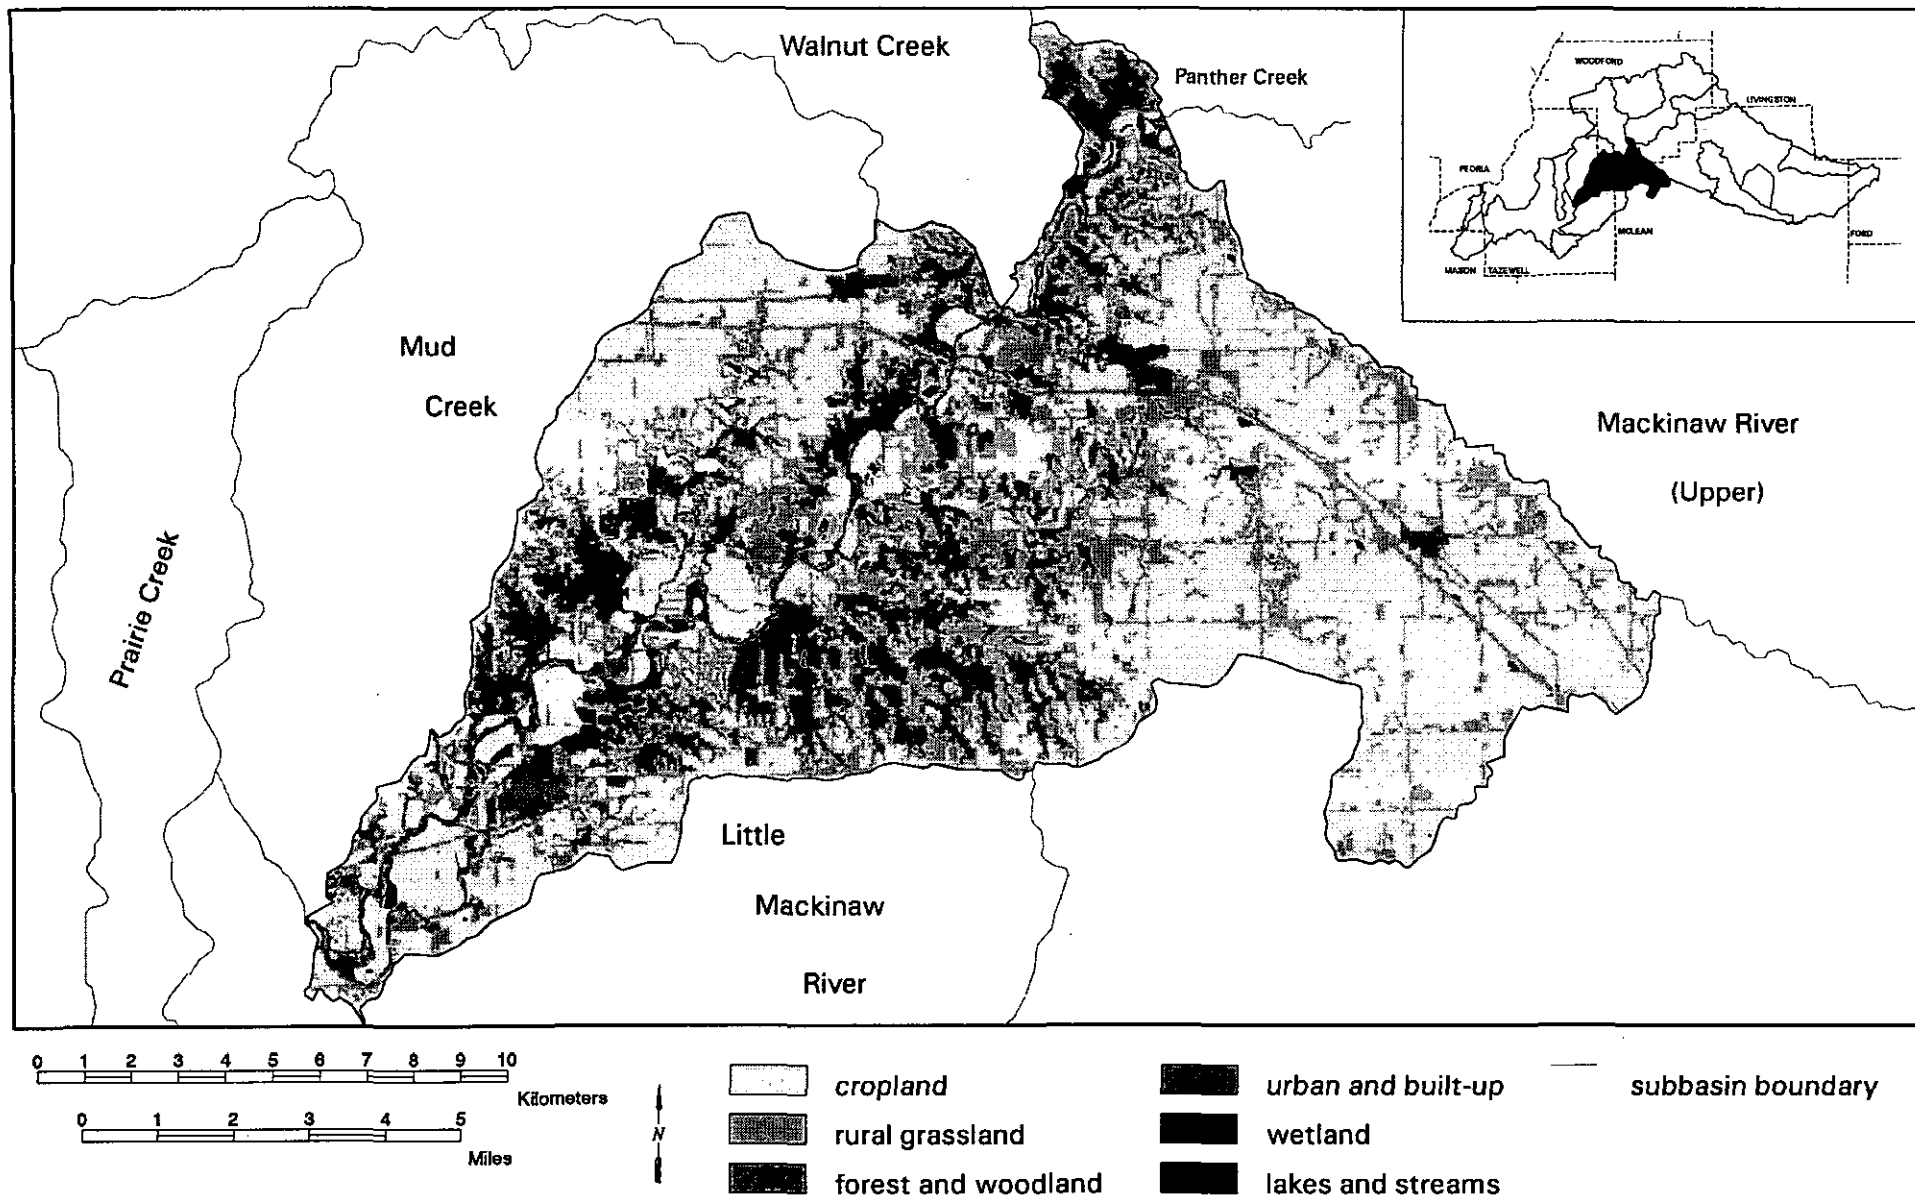 Walnut Creek
Panther Creek
WOODFORD
LIVINGSTON
PEORIA
MCLEAN
FORD
MASON
TAZEWELL
Mud
Creek
Mackinaw River
(Upper)
Prairie Creek
Little
Mackinaw
River
0 1 2 3 4 5 6 7 8 9 10
Kilometers
0 1 2 3 4 5
Miles
N
cropland
rural grassland
forest and woodland
urban and built-up
wetland
lakes and streams
subbasin boundary